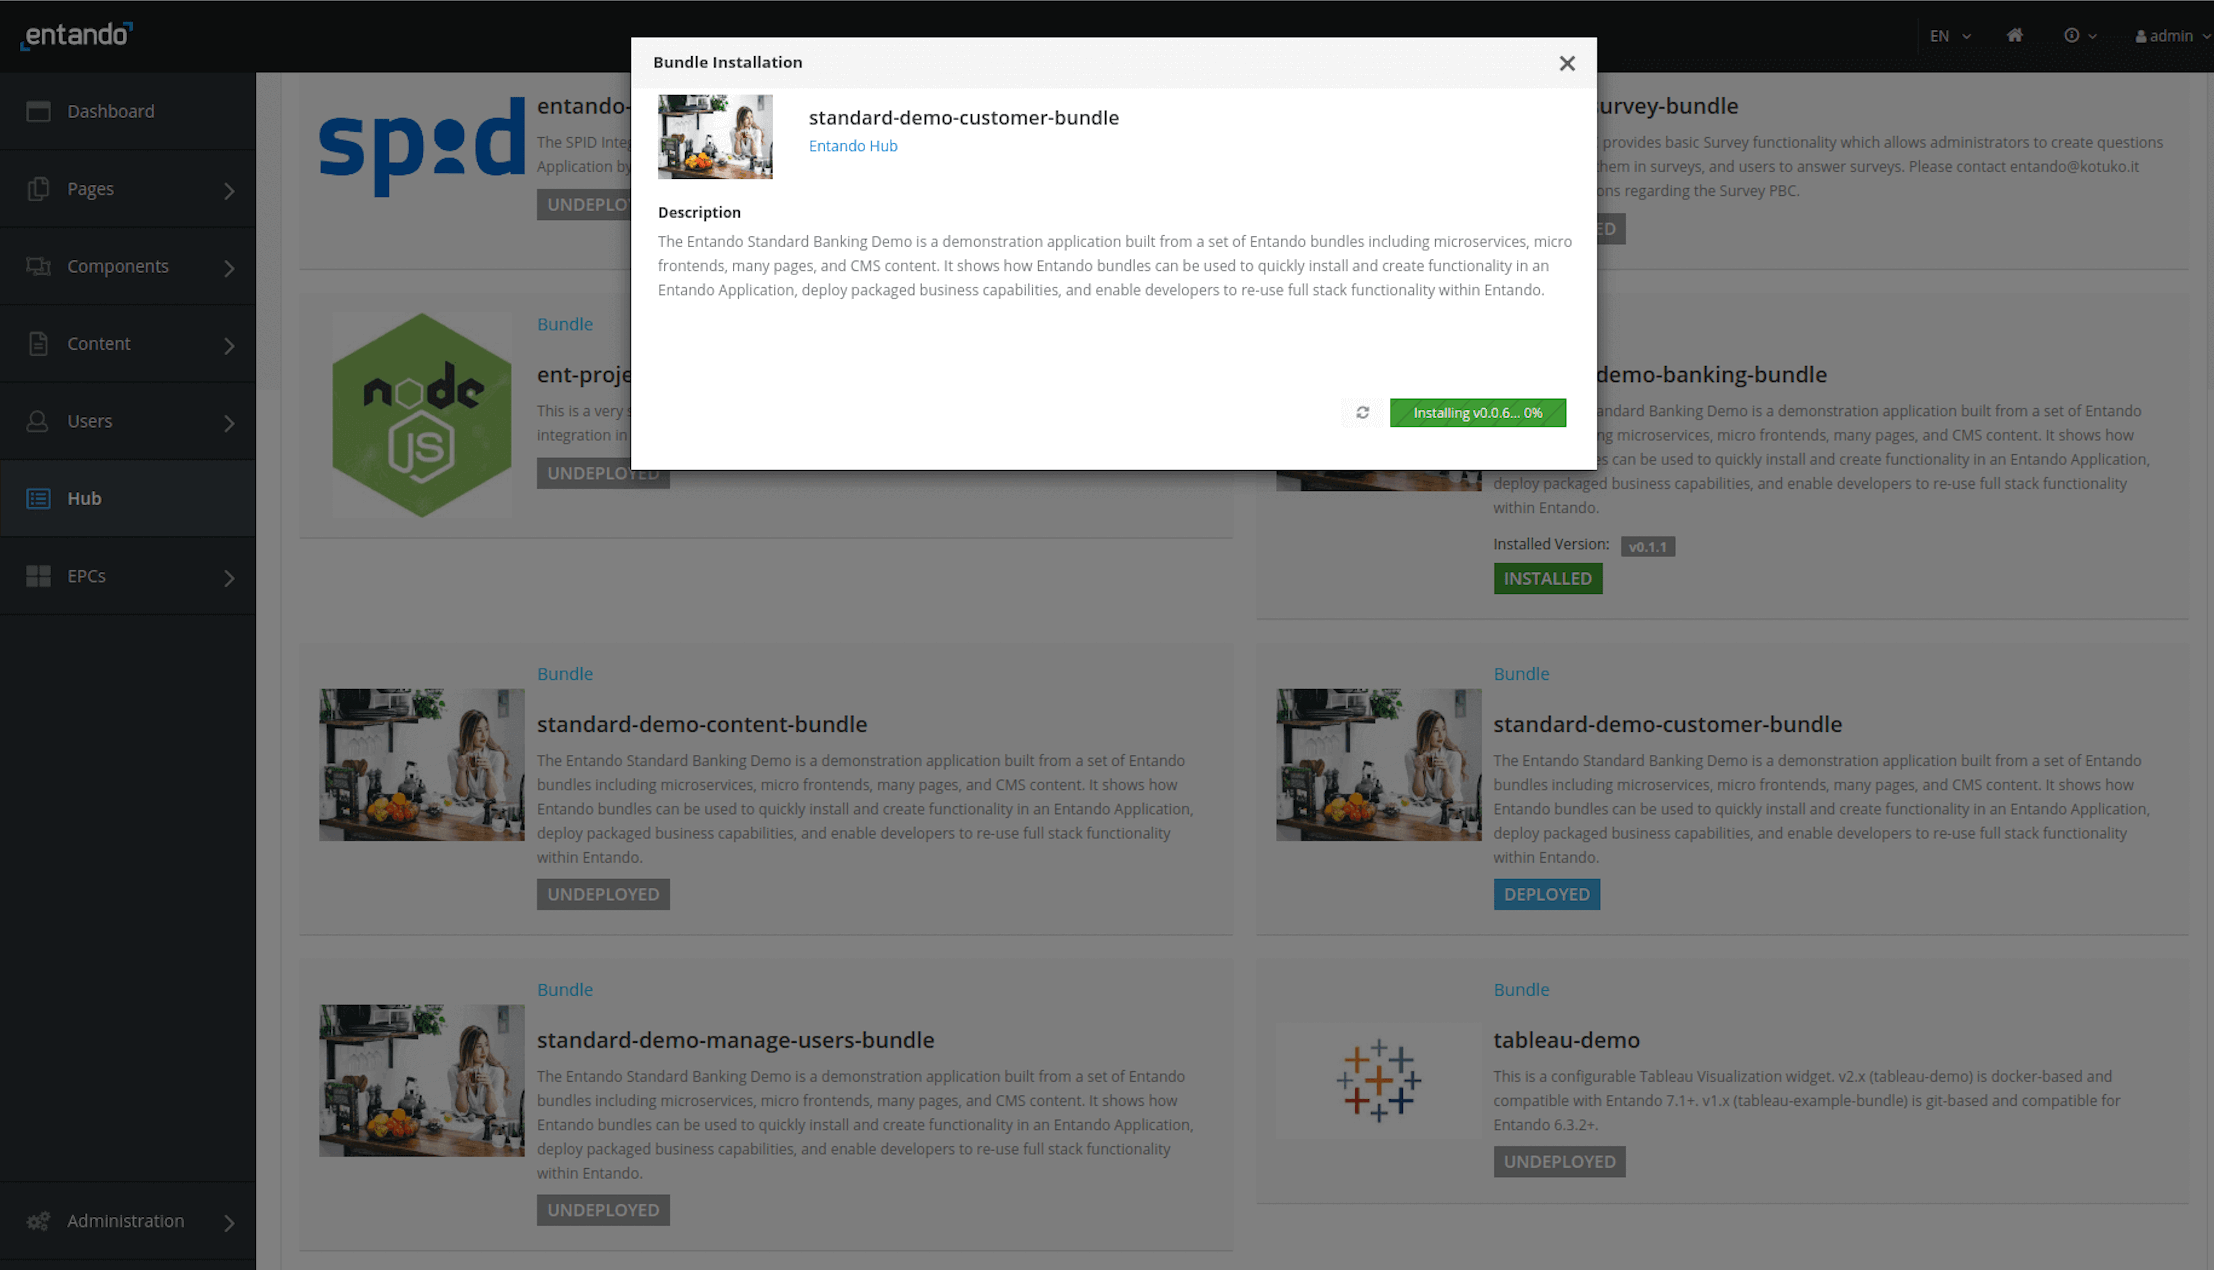 entando
EN
admin
Dashboard
Pages
Components
Content
Users
Hub
EPCs
Administration
Bundle Installation
standard-demo-customer-bundle
Entando Hub
Description
The Entando Standard Banking Demo is a demonstration application built from a set of Entando bundles including microservices, micro
frontends, many pages, and CMS content. It shows how Entando bundles can be used to quickly install and create functionality in an
Entando Application, deploy packaged business capabilities, and enable developers to re-use full stack functionality within Entando.
Installing v0.0.6... 0%
spid
entando-
The SPID Inte
Application by
UNDEPLO
urvey-bundle
provides basic Survey functionality which allows administrators to create questions
hem in surveys, and users to answer surveys. Please contact entando@kotuko.it
ons regarding the Survey PBC.
ED
node
JS
Bundle
ent-proje
This is a very s
integration in
UNDEPLOYED
demo-banking-bundle
andard Banking Demo is a demonstration application built from a set of Entando
ng microservices, micro frontends, many pages, and CMS content. It shows how
s can be used to quickly install and create functionality in an Entando Application,
deploy packaged business capabilities, and enable developers to re-use full stack functionality
within Entando.
Installed Version: v0.1.1
INSTALLED
Bundle
standard-demo-content-bundle
The Entando Standard Banking Demo is a demonstration application built from a set of Entando
bundles including microservices, micro frontends, many pages, and CMS content. It shows how
Entando bundles can be used to quickly install and create functionality in an Entando Application,
deploy packaged business capabilities, and enable developers to re-use full stack functionality
within Entando.
UNDEPLOYED
Bundle
standard-demo-customer-bundle
The Entando Standard Banking Demo is a demonstration application built from a set of Entando
bundles including microservices, micro frontends, many pages, and CMS content. It shows how
Entando bundles can be used to quickly install and create functionality in an Entando Application,
deploy packaged business capabilities, and enable developers to re-use full stack functionality
within Entando.
DEPLOYED
Bundle
standard-demo-manage-users-bundle
The Entando Standard Banking Demo is a demonstration application built from a set of Entando
bundles including microservices, micro frontends, many pages, and CMS content. It shows how
Entando bundles can be used to quickly install and create functionality in an Entando Application,
deploy packaged business capabilities, and enable developers to re-use full stack functionality
within Entando.
UNDEPLOYED
Bundle
tableau-demo
This is a configurable Tableau Visualization widget. v2.x (tableau-demo) is docker-based and
compatible with Entando 7.1+. v1.x (tableau-example-bundle) is git-based and compatible for
Entando 6.3.2+.
UNDEPLOYED